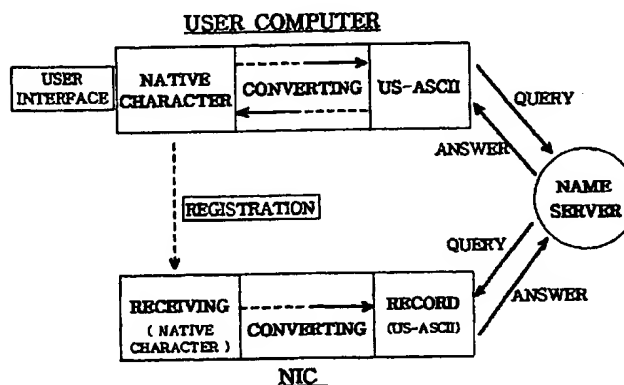 USER COMPUTER
USER
INTERFACE
NATIVE
CHARACTER
CONVERTING
US-ASCII
QUERY
ANSWER
NAME
SERVER
REGISTRATION
QUERY
ANSWER
RECEIVING
( NATIVE
CHARACTER )
CONVERTING
RECORD
(US-ASCII)
NIC